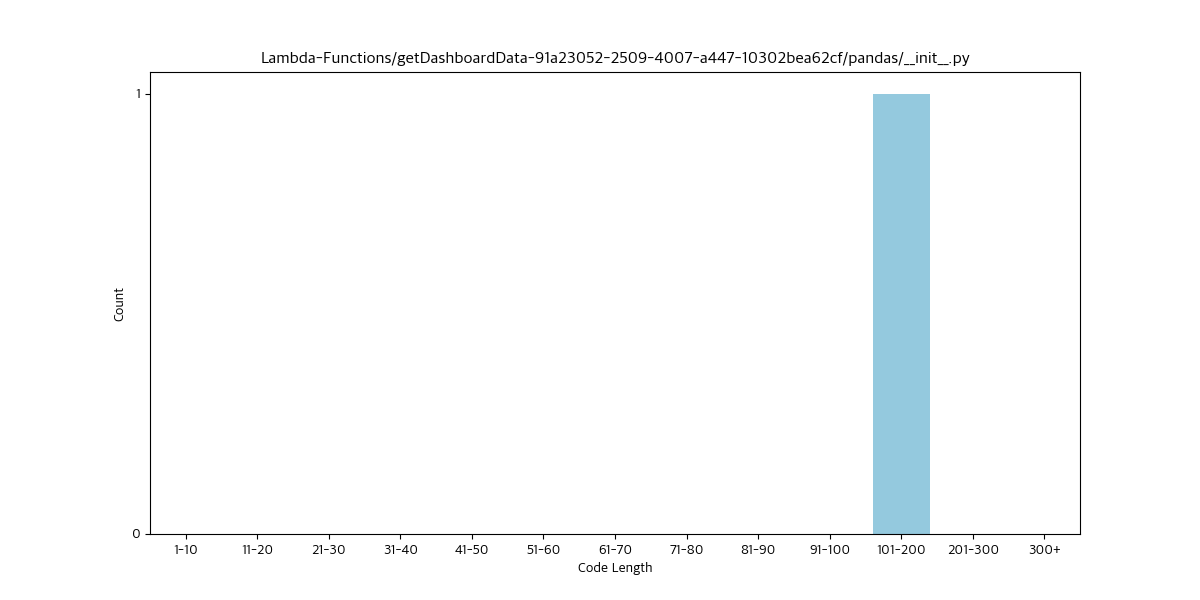 Lambda-Functions/getDashboardData-91a23052-2509-4007-a447-10302bea62cf/pandas/__init__.py
1
Count
0
1-10 11-20 21-30 31-40 41-50 51-60 61-70 71-80 81-90 91-100 101-200 201-300 300+
Code Length